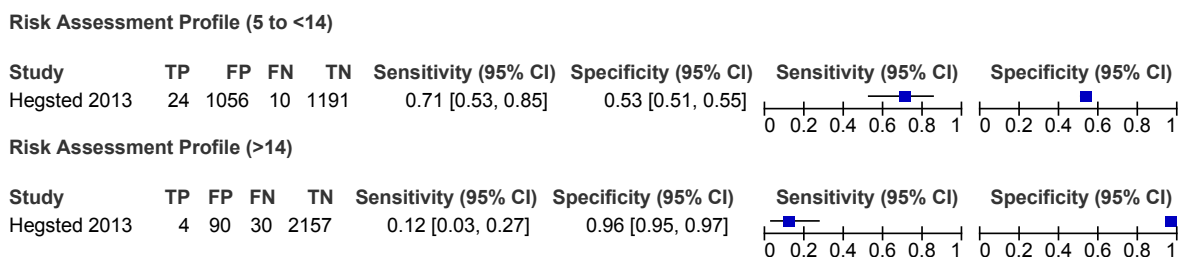 Risk Assessment Profile (5 to <14)
Study TP FP FN TN Sensitivity (95% CI) Specificity (95% CI) Sensitivity (95% CI) Specificity (95% CI)
Hegsted 2013 24 1056 10 1191 0.71 [0.53, 0.85] 0.53 [0.51, 0.55]
0 0.2 0.4 0.6 0.8 1 0 0.2 0.4 0.6 0.8 1
Risk Assessment Profile (>14)
Study TP FP FN TN Sensitivity (95% CI) Specificity (95% CI) Sensitivity (95% CI) Specificity (95% CI)
Hegsted 2013 4 90 30 2157 0.12 [0.03, 0.27] 0.96 [0.95, 0.97]
0 0.2 0.4 0.6 0.8 1 0 0.2 0.4 0.6 0.8 1